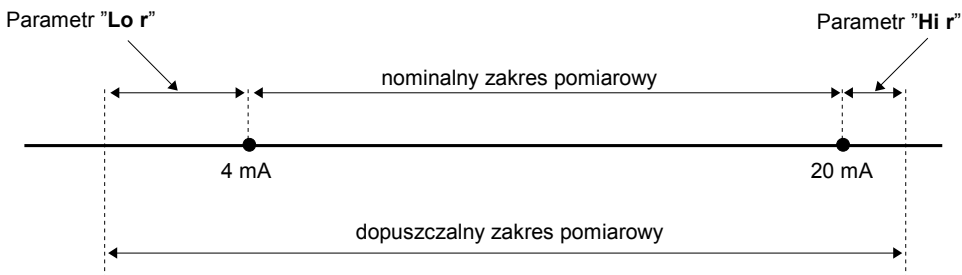 Parametr "Lo r"
Parametr "Hi r"
nominalny zakres pomiarowy
4 mA
20 mA
dopuszczalny zakres pomiarowy